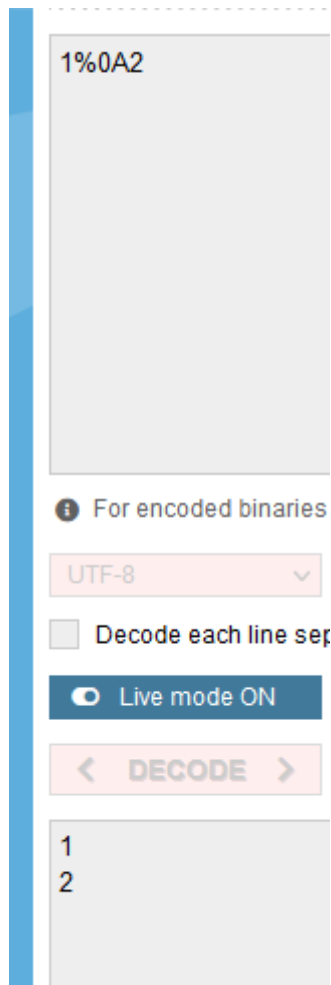 1%0A2
For encoded binaries
UTF-8
Decode each line sep
Live mode ON
< DECODE >
1
2